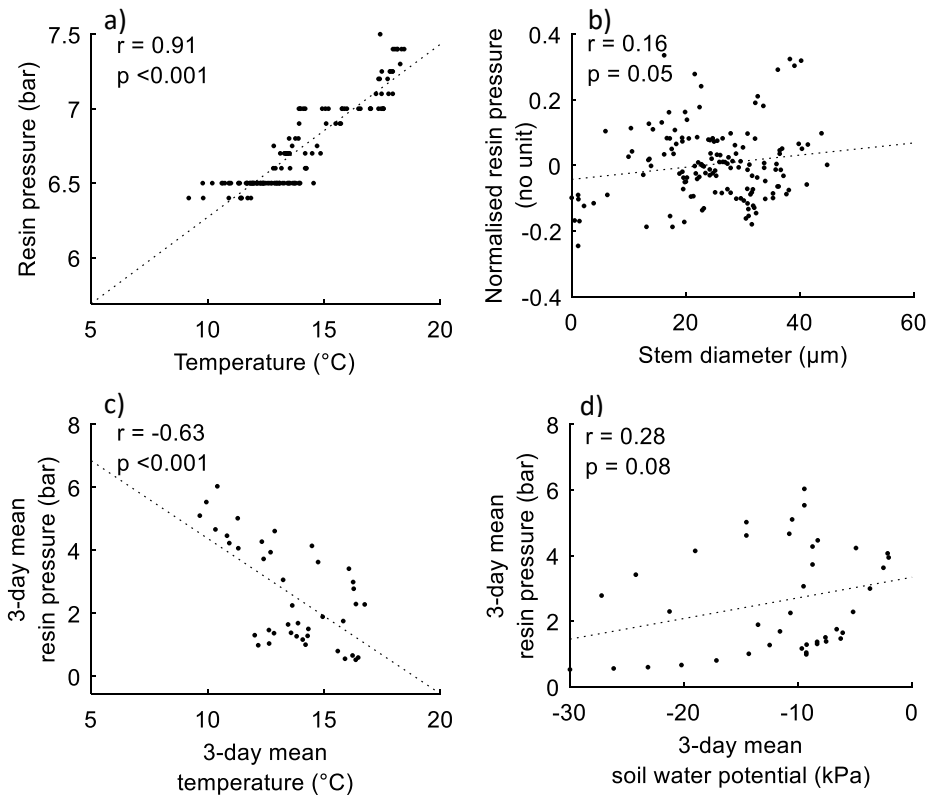 a)
r = 0.91
p <0.001
7.5
7
6.5
6
Resin pressure (bar)
5
10
15
20
Temperature (°C)
b)
r = 0.16
p = 0.05
0.4
0.2
0
-0.2
-0.4
Normalised resin pressure
(no unit)
0
20
40
60
Stem diameter (μm)
c)
r = -0.63
p <0.001
8
6
4
2
0
3-day mean
resin pressure (bar)
5
10
15
20
3-day mean
temperature (°C)
d)
r = 0.28
p = 0.08
8
6
4
2
0
3-day mean
resin pressure (bar)
-30
-20
-10
0
3-day mean
soil water potential (kPa)